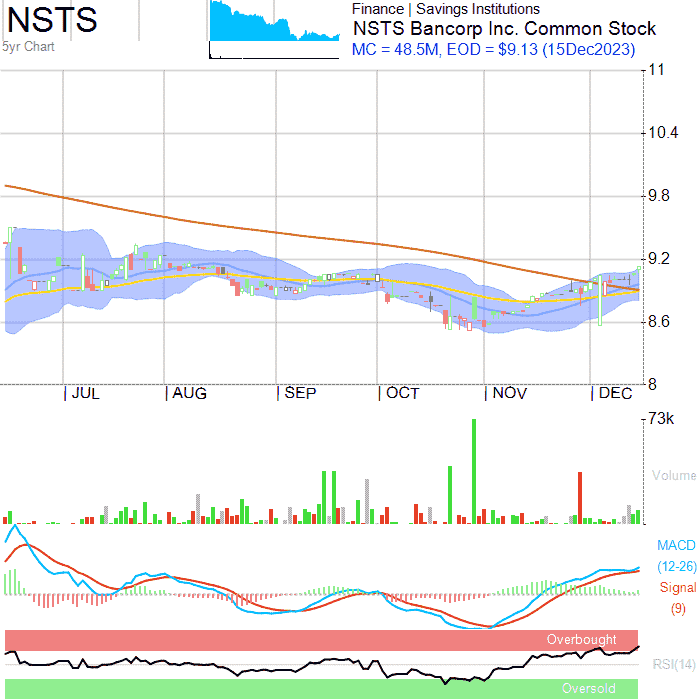 NSTS
5yr Chart
Finance | Savings Institutions
NSTS Bancorp Inc. Common Stock
MC = 48.5M, EOD = $9.13 (15Dec2023)
11
10.4
9.8
9.2
8.6
8
JUL AUG SEP OCT NOV DEC
73k
Volume
MACD
(12-26)
Signal
(9)
Overbought
RSI(14)
Oversold